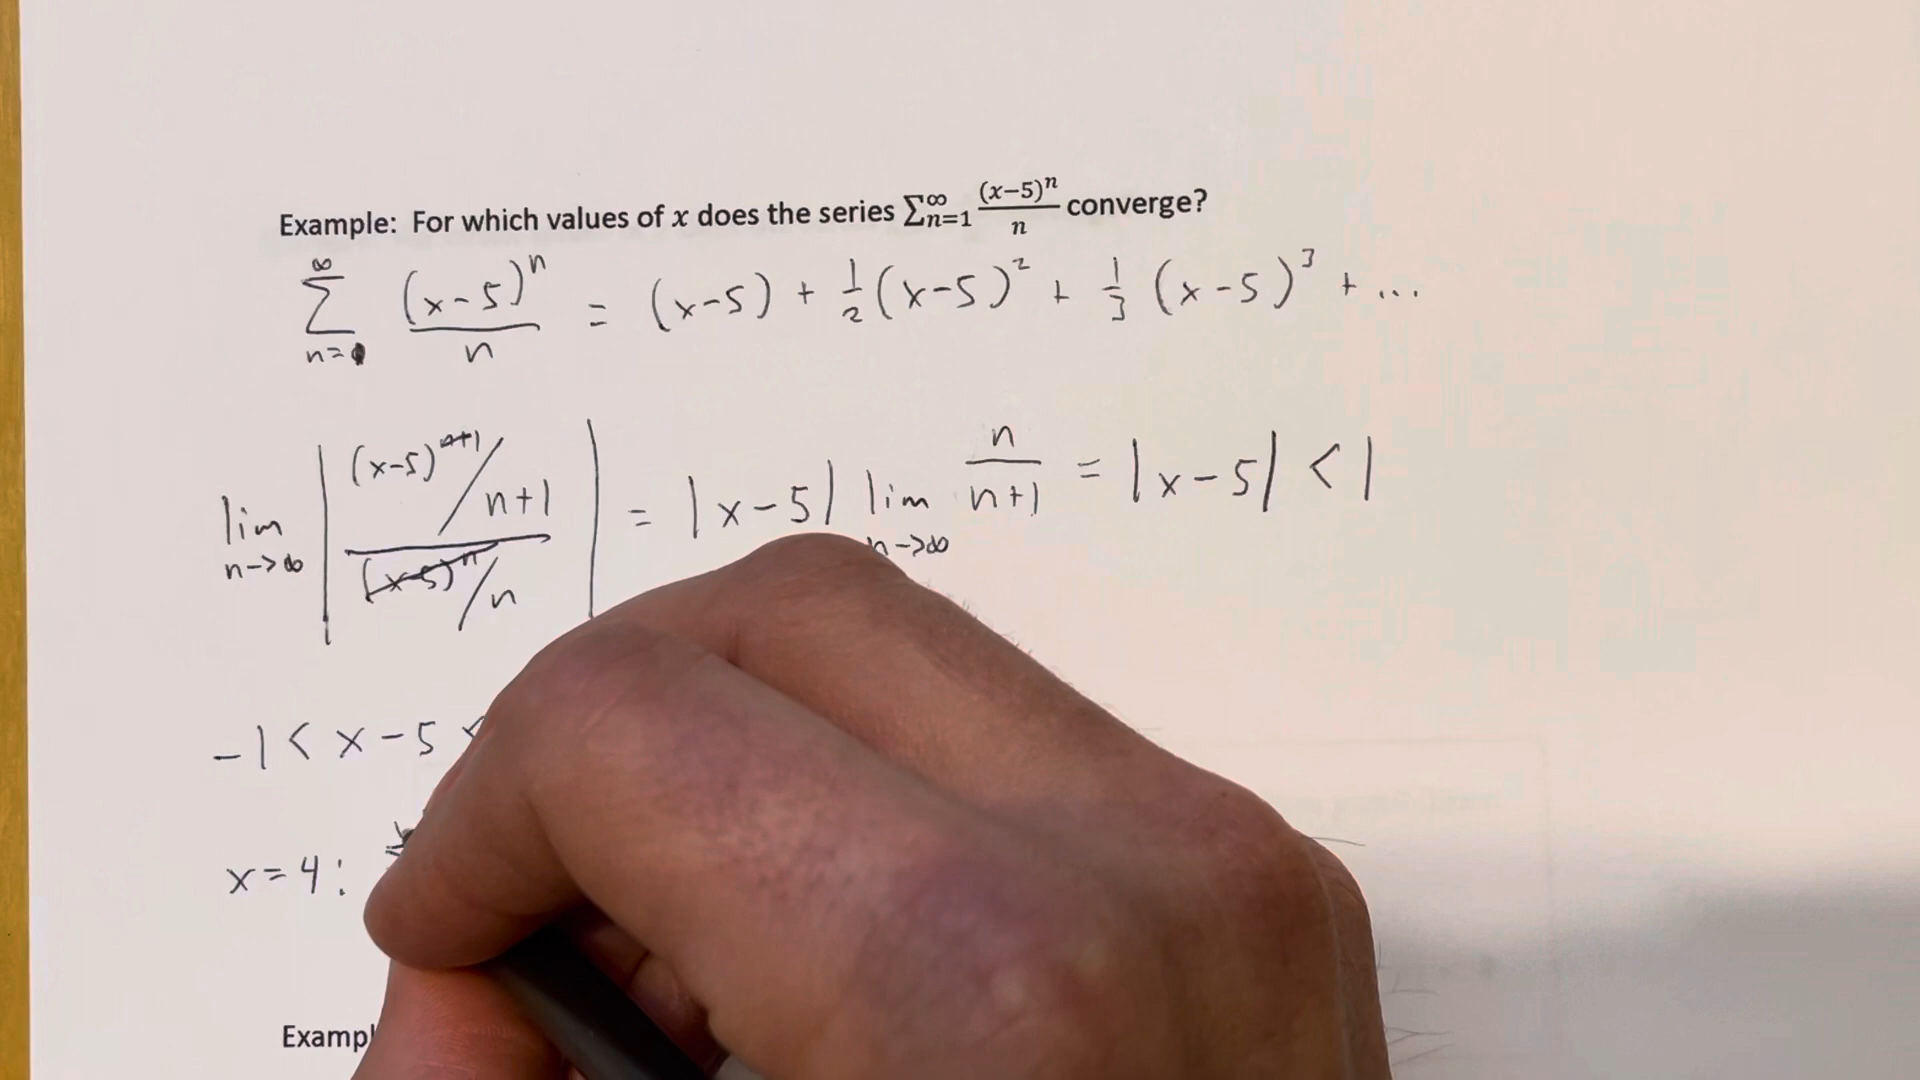 Example: For which values of x does the series ∑_{n=1}^{∞} (x−5)^n / n converge?
∑_{n=1}^{∞} (x-5)^n / n = (x-5) + 1/2 (x-5)^2 + 1/3 (x-5)^3 + ...
lim_{n->∞} | ((x-5)^{n+1} / n+1) / ((x-5)^n / n) | = |x-5| lim_{n->∞} n / n+1 = |x-5| < 1
-1 < x-5 <
x=4: